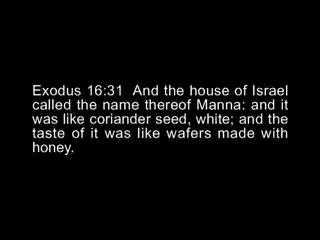 Exodus 16:31  And the house of Israel
called the name thereof Manna: and it
was like coriander seed, white; and the
taste of it was like wafers made with
honey.